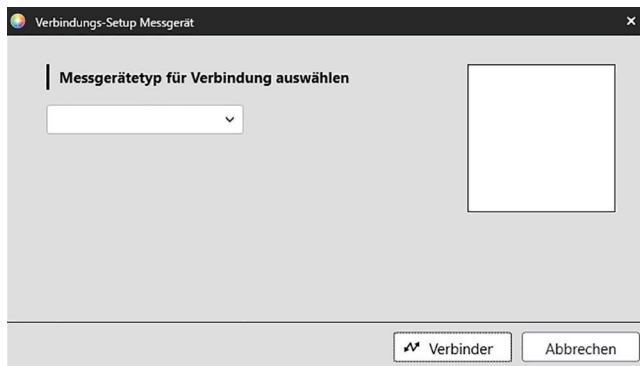 Verbindungs-Setup Messgerät
Messgerätetyp für Verbindung auswählen
Verbinder
Abbrechen